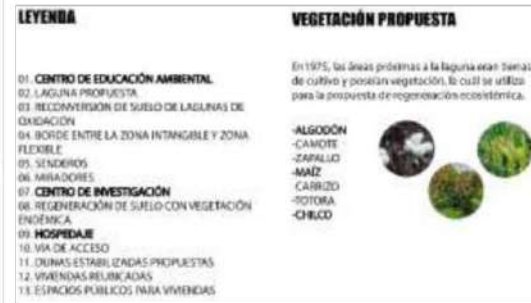 LEYENDA
01. CENTRO DE EDUCACIÓN AMBIENTAL
02. LAGUNA PROPUESTA
03. RECONVERSIÓN DE SUELO DE LAGUNAS DE
OXIDACIÓN
04. BORDE ENTRE LA ZONA INTANGIBLE Y ZONA
FLEXIBLE
05. SENDEROS
06. MIRADORES
07. CENTRO DE INVESTIGACIÓN
08. REGENERACIÓN DE SUELO CON VEGETACIÓN
ENDÉMICA
09. HOSPEDAJE
10. VIA DE ACCESO
11. DUNAS ESTABILIZADAS PROPUESTAS
12. VIVIENDAS REUBICADAS
13. ESPACIOS PÚBLICOS PARA VIVIENDAS
VEGETACIÓN PROPUESTA
En 1975, las áreas próximas a la laguna eran tierras
de cultivo y poseían vegetación, la cuál se utiliza
para la propuesta de regeneración ecosistémica.
-ALGODÓN
-CAMOTE
-ZAPALLO
-MAÍZ
CARRIZO
-TOTORA
-CHILCO